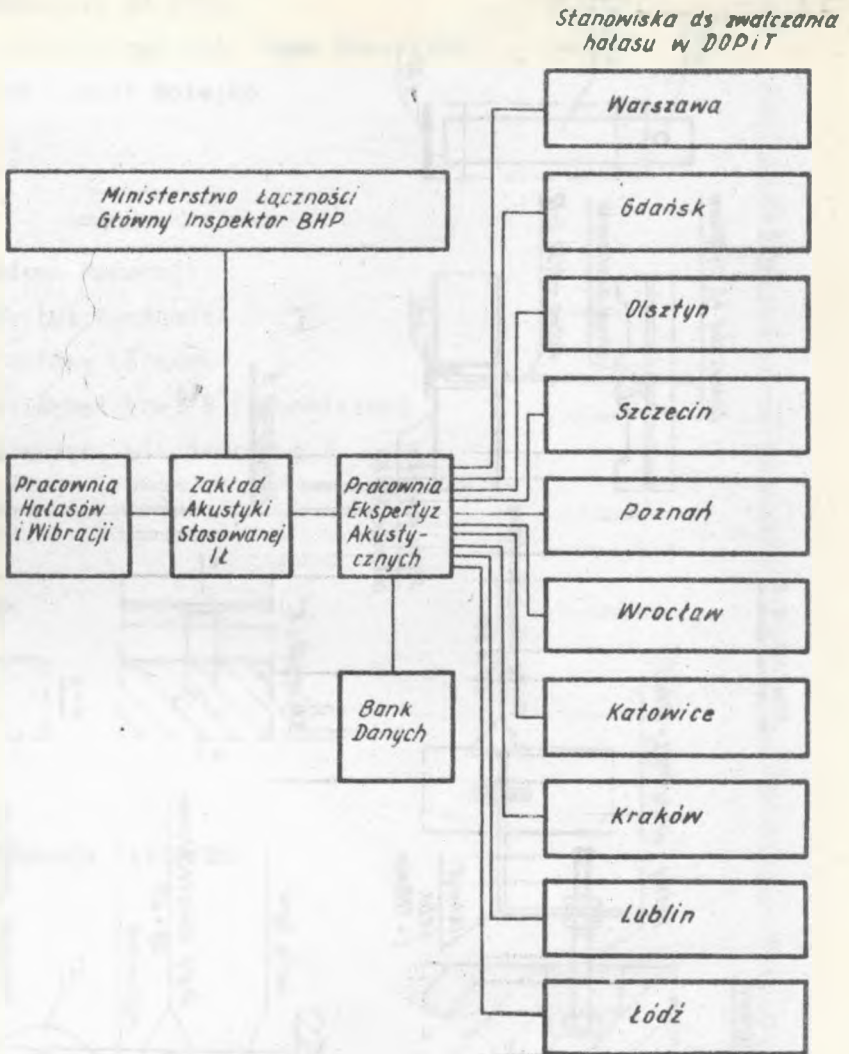 Stanowiska ds zwalczania
hałasu w DOPiT
Warszawa
Ministerstwo Łączności
Główny Inspektor BHP
Gdańsk
Olsztyn
Szczecin
Pracownia
Hałasów
i Wibracji
Zakład
Akustyki
Stosowanej
IŁ
Pracownia
Ekspertyz
Akusty-
cznych
Poznań
Wrocław
Bank
Danych
Katowice
Kraków
Lublin
Łódź